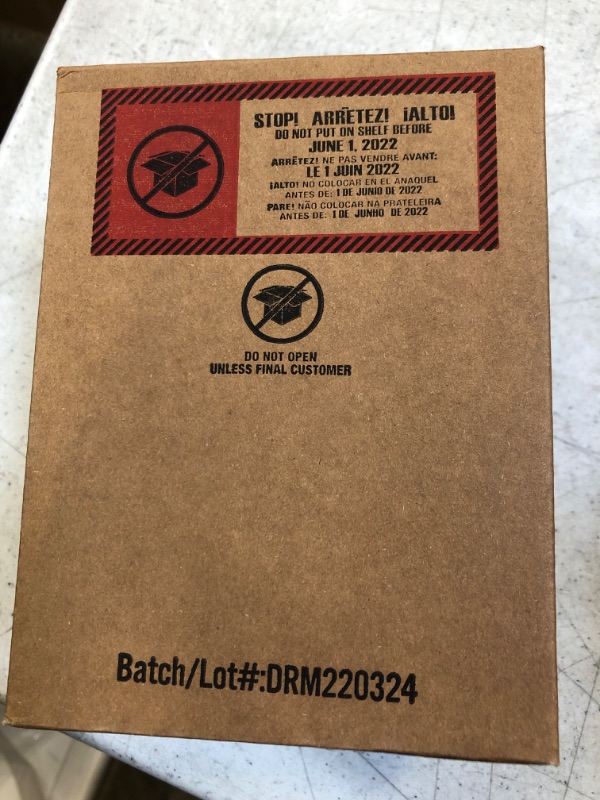 STOP! ARRÊTEZ! ¡ALTO!
DO NOT PUT ON SHELF BEFORE
JUNE 1, 2022
ARRÊTEZ! NE PAS VENDRE AVANT:
LE 1 JUIN 2022
¡ALTO! NO COLOCAR EN EL ANAQUEL
ANTES DE: 1 DE JUNIO DE 2022
PARE! NÃO COLOCAR NA PRATELEIRA
ANTES DE: 1 DE JUNHO DE 2022
DO NOT OPEN
UNLESS FINAL CUSTOMER
Batch/Lot#:DRM220324